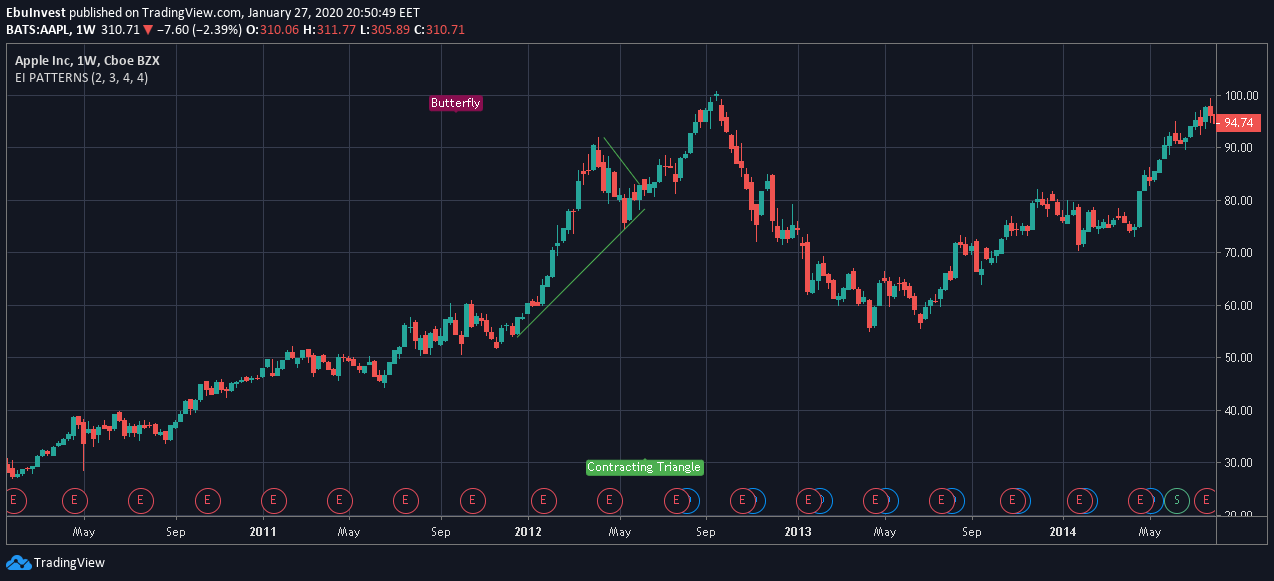 EbuInvest published on TradingView.com, January 27, 2020 20:50:49 EET
BATS:AAPL, 1W 310.71 ▼ −7.60 (−2.39%) O:310.06 H:311.77 L:305.89 C:310.71
Apple Inc, 1W, Cboe BZX
EI PATTERNS (2, 3, 4, 4)
Butterfly
100.00
94.74
90.00
80.00
70.00
60.00
50.00
40.00
Contracting Triangle
30.00
E E E E E E E E E E E E E E E E E E S E
20.00
May Sep 2011 May Sep 2012 May Sep 2013 May Sep 2014 May
TradingView